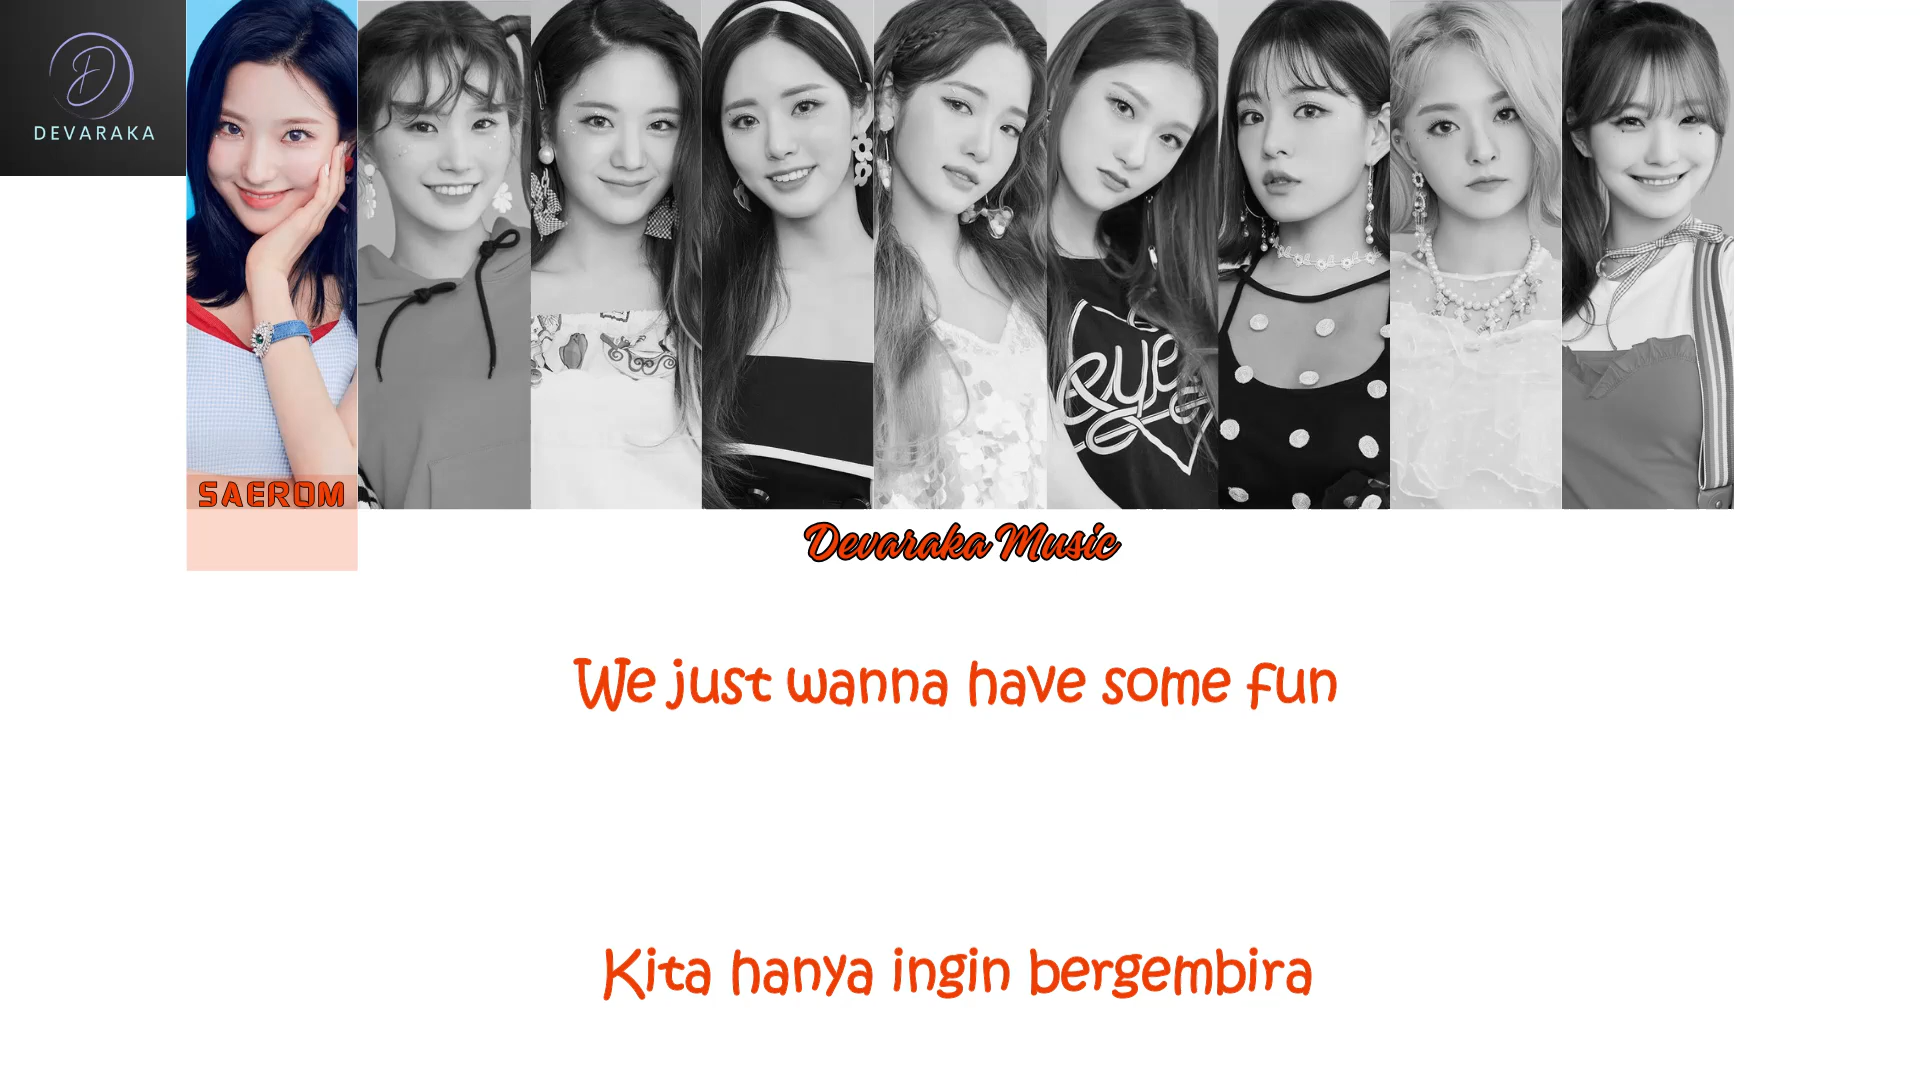 DEVARAKA
SAEROM
Devaraka Music
We just wanna have some fun
Kita hanya ingin bergembira